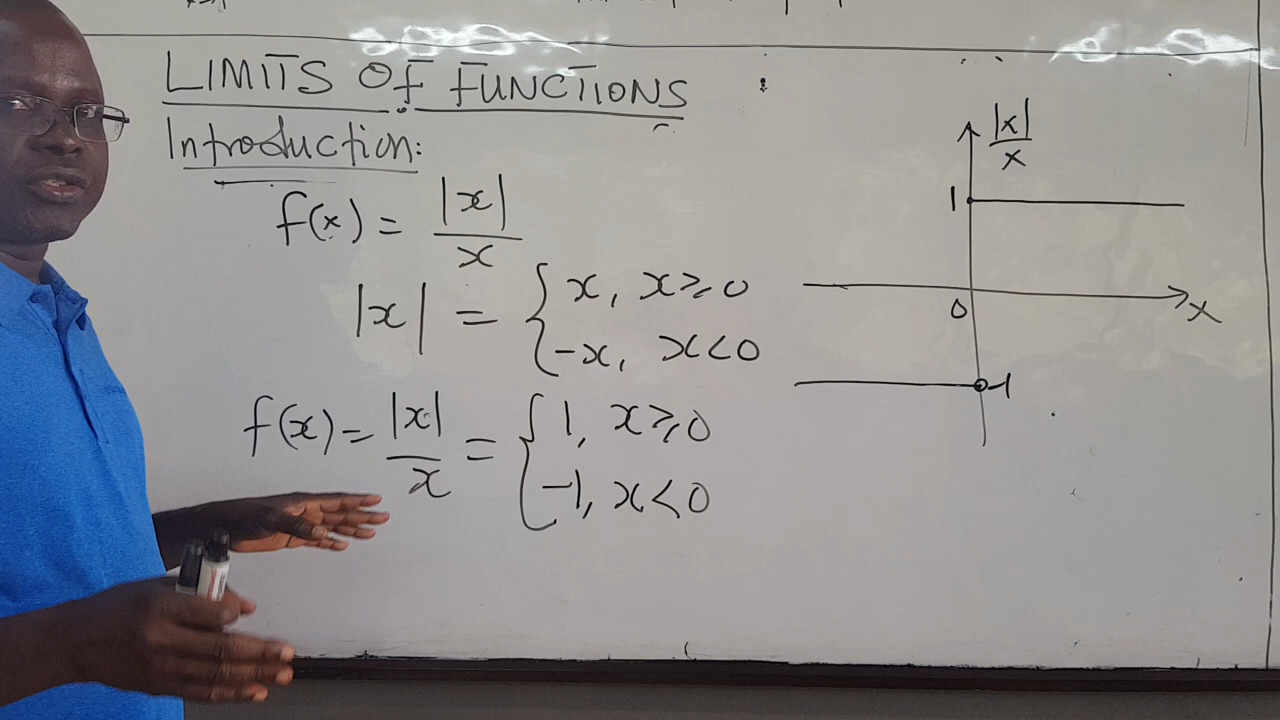 LIMITS OF FUNCTIONS
Introduction:
f(x) = |x|/x
|x| = { x, x ≥ 0
-x, x < 0
f(x) = |x|/x = { 1, x ≥ 0
-1, x < 0
|x|/x
1
0
x
-1